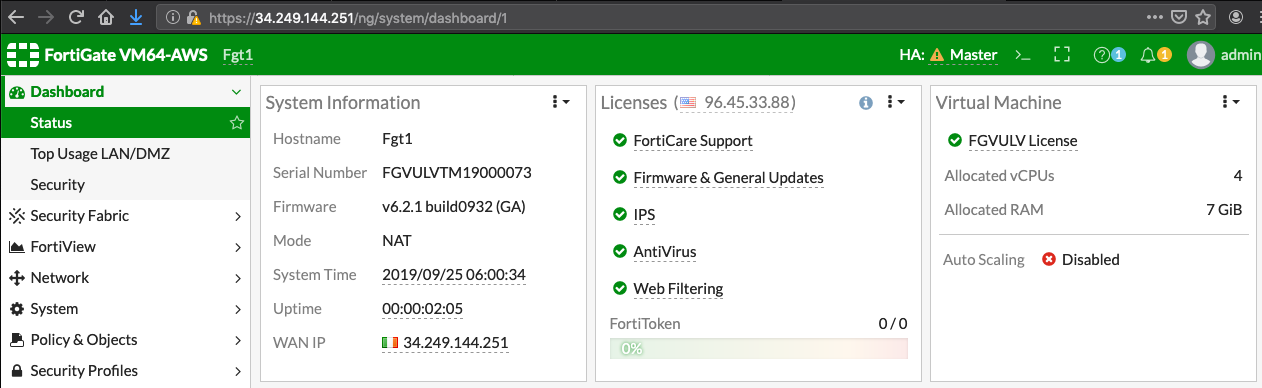 https://34.249.144.251/ng/system/dashboard/1
FortiGate VM64-AWS Fgt1 HA: Master >_ 1 1 admin
Dashboard
Status
Top Usage LAN/DMZ
Security
Security Fabric
FortiView
Network
System
Policy & Objects
Security Profiles
System Information
Hostname Fgt1
Serial Number FGVULVTM19000073
Firmware v6.2.1 build0932 (GA)
Mode NAT
System Time 2019/09/25 06:00:34
Uptime 00:00:02:05
WAN IP 34.249.144.251
Licenses (96.45.33.88)
FortiCare Support
Firmware & General Updates
IPS
AntiVirus
Web Filtering
FortiToken 0 / 0
0%
Virtual Machine
FGVULV License
Allocated vCPUs 4
Allocated RAM 7 GiB
Auto Scaling Disabled